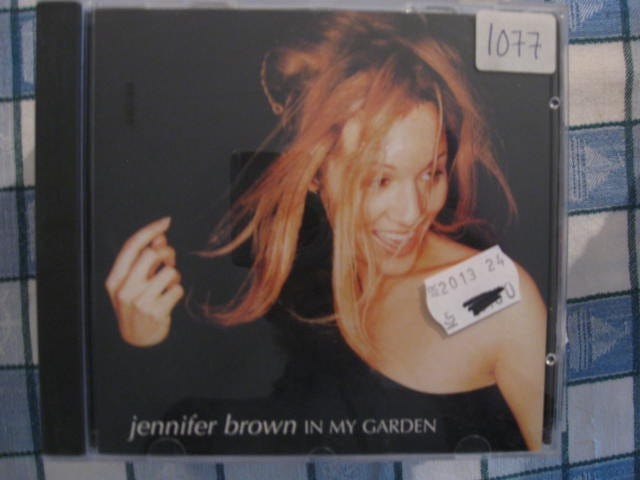 1077
2013 24
jennifer brown IN MY GARDEN